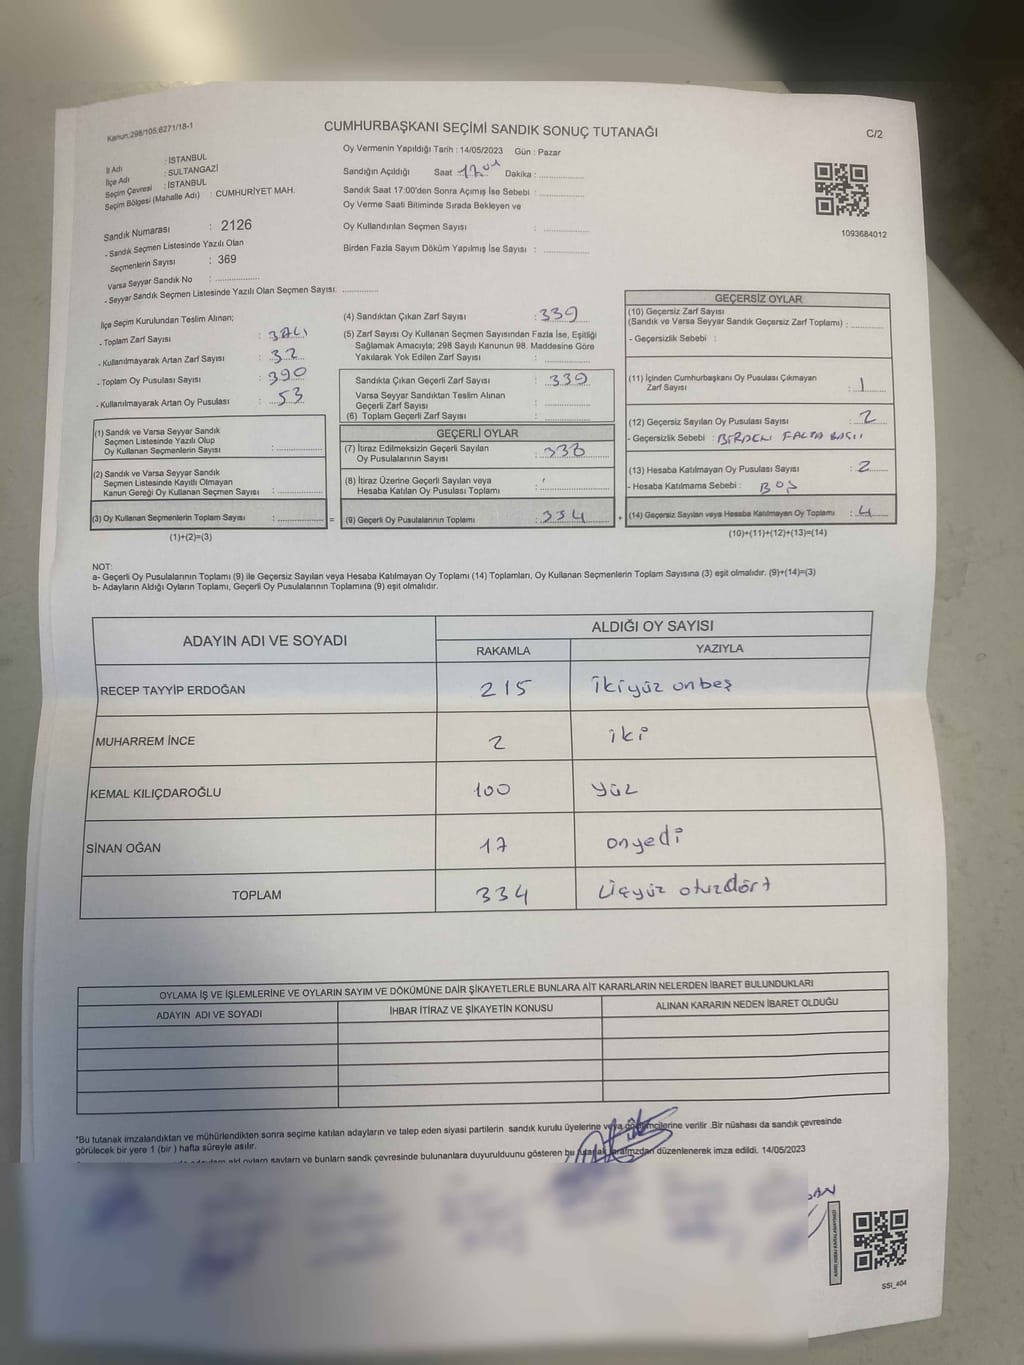 Kanun:298/105;6271/18-1
CUMHURBAŞKANI SEÇİMİ SANDIK SONUÇ TUTANAĞI
C/2
İl Adı : İSTANBUL
İlçe Adı : SULTANGAZİ
Seçim Çevresi : İSTANBUL
Seçim Bölgesi (Mahalle Adı) : CUMHURİYET MAH.
Sandık Numarası : 2126
- Sandık Seçmen Listesinde Yazılı Olan
Seçmenlerin Sayısı : 369
Varsa Seyyar Sandık No :
- Seyyar Sandık Seçmen Listesinde Yazılı Olan Seçmen Sayısı:
Oy Vermenin Yapıldığı Tarih : 14/05/2023 Gün : Pazar
Sandığın Açıldığı Saat Dakika :
Sandık Saat 17:00'den Sonra Açımış İse Sebebi :
Oy Verme Saati Bitiminde Sırada Bekleyen ve
Oy Kullandırılan Seçmen Sayısı :
Birden Fazla Sayım Döküm Yapılmış İse Sayısı :
1093684012
İlçe Seçim Kurulundan Teslim Alınan;
- Toplam Zarf Sayısı :
- Kullanılmayarak Artan Zarf Sayısı : 32
- Toplam Oy Pusulası Sayısı : 390
- Kullanılmayarak Artan Oy Pusulası : 53
(1) Sandık ve Varsa Seyyar Sandık
Seçmen Listesinde Yazılı Olup
Oy Kullanan Seçmenlerin Sayısı :
(2) Sandık ve Varsa Seyyar Sandık
Seçmen Listesinde Kayıtlı Olmayan
Kanun Gereği Oy Kullanan Seçmen Sayısı :
(3) Oy Kullanan Seçmenlerin Toplam Sayısı : =
(1)+(2)=(3)
(4) Sandıktan Çıkan Zarf Sayısı : 339
(5) Zarf Sayısı Oy Kullanan Seçmen Sayısından Fazla İse, Eşitliği
Sağlamak Amacıyla; 298 Sayılı Kanunun 98. Maddesine Göre
Yakılarak Yok Edilen Zarf Sayısı :
Sandıkta Çıkan Geçerli Zarf Sayısı : 339
Varsa Seyyar Sandıktan Teslim Alınan
Geçerli Zarf Sayısı :
(6) Toplam Geçerli Zarf Sayısı :
GEÇERLİ OYLAR
(7) İtiraz Edilmeksizin Geçerli Sayılan
Oy Pusulalarının Sayısı :
(8) İtiraz Üzerine Geçerli Sayılan veya
Hesaba Katılan Oy Pusulası Toplamı :
(9) Geçerli Oy Pusulalarının Toplamı : 334 +
GEÇERSİZ OYLAR
(10) Geçersiz Zarf Sayısı
(Sandık ve Varsa Seyyar Sandık Geçersiz Zarf Toplamı) :
- Geçersizlik Sebebi :
(11) İçinden Cumhurbaşkanı Oy Pusulası Çıkmayan
Zarf Sayısı : 1
(12) Geçersiz Sayılan Oy Pusulası Sayısı : 2
- Geçersizlik Sebebi : BİRDEN FALTA
(13) Hesaba Katılmayan Oy Pusulası Sayısı : 2
- Hesaba Katılmama Sebebi : BOŞ
(14) Geçersiz Sayılan veya Hesaba Katılmayan Oy Toplamı : 4
(10)+(11)+(12)+(13)=(14)
NOT:
a- Geçerli Oy Pusulalarının Toplamı (9) ile Geçersiz Sayılan veya Hesaba Katılmayan Oy Toplamı (14) Toplamları, Oy Kullanan Seçmenlerin Toplam Sayısına (3) eşit olmalıdır. (9)+(14)=(3)
b- Adayların Aldığı Oyların Toplamı, Geçerli Oy Pusulalarının Toplamına (9) eşit olmalıdır.
ADAYIN ADI VE SOYADI ALDIĞI OY SAYISI
RAKAMLA YAZIYLA
RECEP TAYYİP ERDOĞAN 215 ikiyüz onbeş
MUHARREM İNCE 2 iki
KEMAL KILIÇDAROĞLU 100 yüz
SİNAN OĞAN 17 onyedi
TOPLAM 334 üçyüz otuzdört
OYLAMA İŞ VE İŞLEMLERİNE VE OYLARIN SAYIM VE DÖKÜMÜNE DAİR ŞİKAYETLERLE BUNLARA AİT KARARLARIN NELERDEN İBARET BULUNDUKLARI
ADAYIN ADI VE SOYADI İHBAR İTİRAZ VE ŞİKAYETİN KONUSU ALINAN KARARIN NEDEN İBARET OLDUĞU
*Bu tutanak imzalandıktan ve mühürlendikten sonra seçime katılan adayların ve talep eden siyasi partilerin sandık kurulu üyelerine veya verilir .Bir nüshası da sandık çevresinde
görülecek bir yere 1 (bir ) hafta süreyle asılır.
bulunanlara duyurulduunu gösteren bu düzenlenerek imza edildi. 14/05/2023
SSI_404